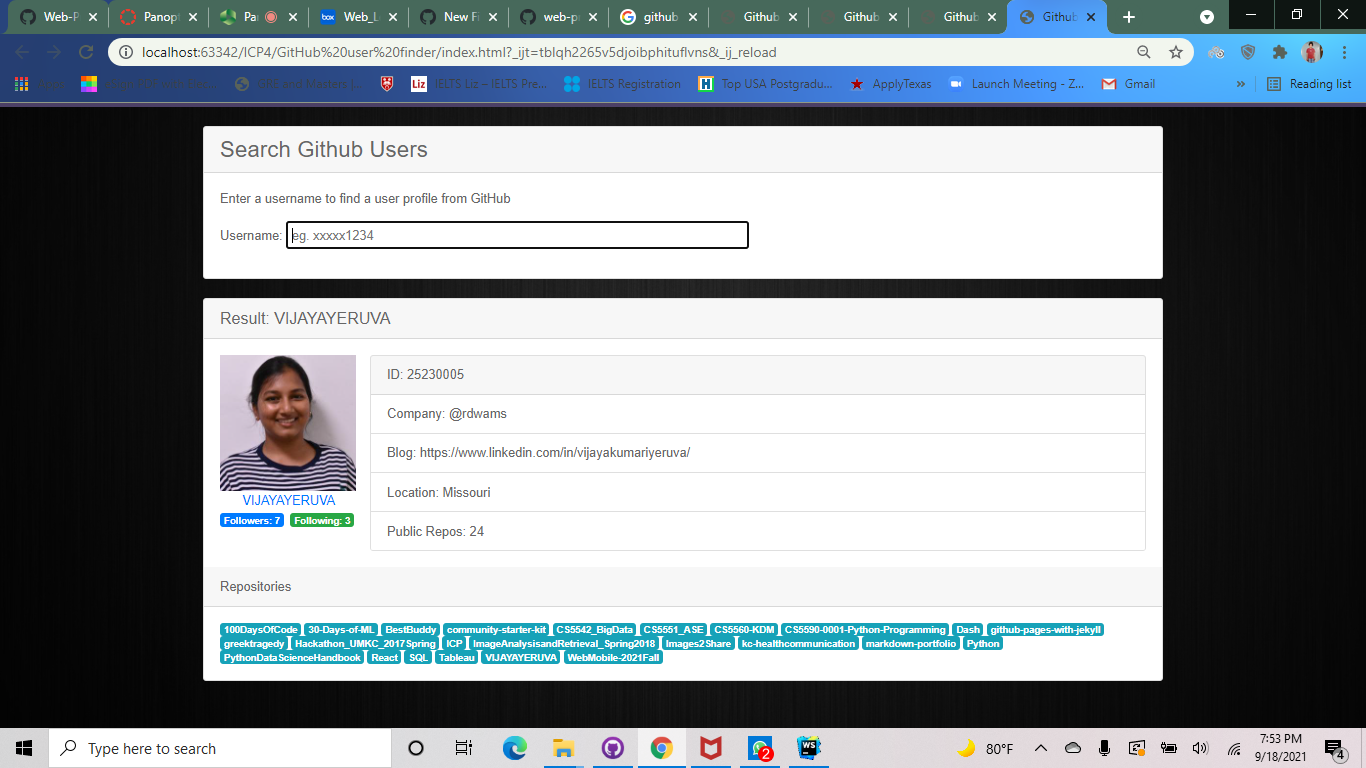 Web-P
Panopt
Pa
Web_L
New Fi
web-pr
github
Github
Github
Github
Github
localhost:63342/ICP4/GitHub%20user%20finder/index.html?_ijt=tblqh2265v5djoibphituflvns&_ij_reload
Liz IELTS Liz – IELTS Pre...
IELTS Registration
H Top USA Postgradu...
ApplyTexas
Launch Meeting - Z...
Gmail
»
Reading list
Search Github Users
Enter a username to find a user profile from GitHub
Username: eg. xxxxx1234
Result: VIJAYAYERUVA
ID: 25230005
Company: @rdwams
Blog: https://www.linkedin.com/in/vijayakumariyeruva/
Location: Missouri
Public Repos: 24
VIJAYAYERUVA
Followers: 7 Following: 3
Repositories
100DaysOfCode 30-Days-of-ML BestBuddy community-starter-kit CS5542_BigData CS5551_ASE CS5560-KDM CS5590-0001-Python-Programming Dash github-pages-with-jekyll
greektragedy Hackathon_UMKC_2017Spring ICP ImageAnalysisandRetrieval_Spring2018 Images2Share kc-healthcommunication markdown-portfolio Python
PythonDataScienceHandbook React SQL Tableau VIJAYAYERUVA WebMobile-2021Fall
Type here to search
2
WS
80°F
7:53 PM
9/18/2021
4